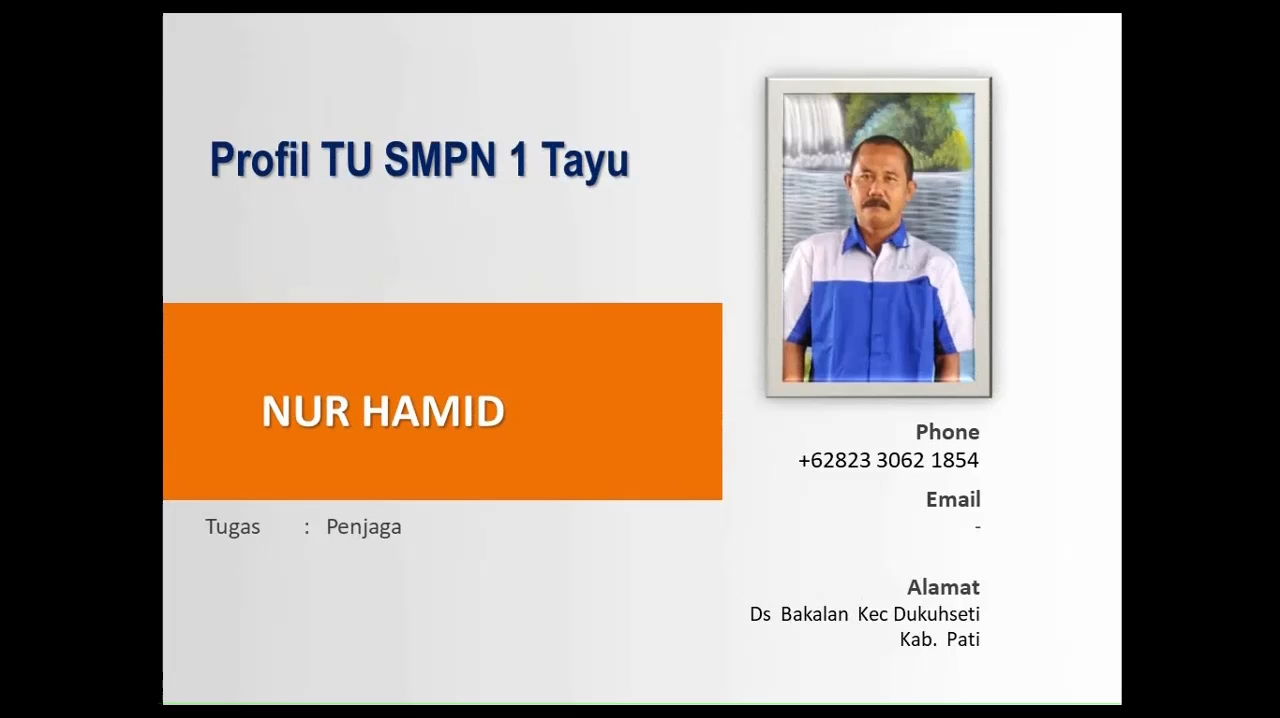 Profil TU SMPN 1 Tayu
NUR HAMID
Tugas : Penjaga
Phone
+62823 3062 1854
Email
-
Alamat
Ds Bakalan Kec Dukuhseti
Kab. Pati